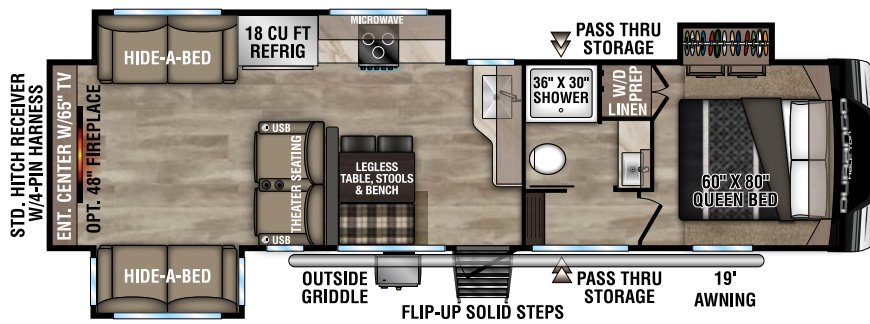 HIDE-A-BED
18 CU FT
REFRIG
MICROWAVE
PASS THRU
STORAGE
36" X 30"
SHOWER
W/D
PREP
LINEN
STD. HITCH RECEIVER
W/4-PIN HARNESS
ENT. CENTER W/65" TV
OPT. 48" FIREPLACE
USB
THEATER SEATING
USB
LEGLESS
TABLE, STOOLS
& BENCH
60" X 80"
QUEEN BED
DURANGO
HIDE-A-BED
OUTSIDE
GRIDDLE
FLIP-UP SOLID STEPS
PASS THRU
STORAGE
19'
AWNING